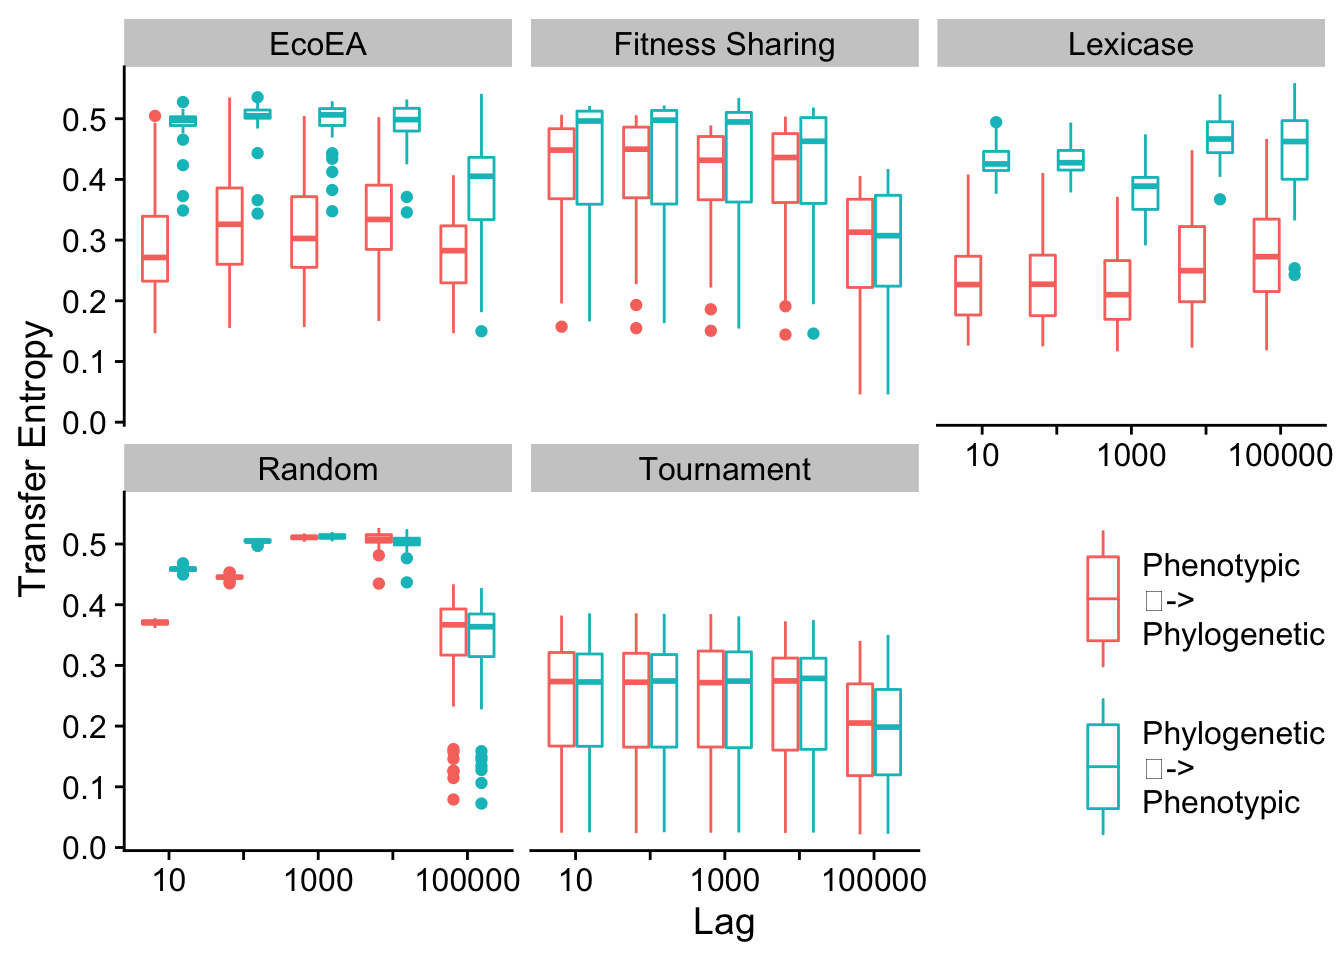 EcoEA
Fitness Sharing
Lexicase
0.5
0.4
0.3
0.2
0.1
0.0
10
1000
100000
Random
Tournament
0.5
0.4
0.3
0.2
0.1
0.0
10
1000
100000
10
1000
100000
Transfer Entropy
Lag
Phenotypic
□->
Phylogenetic
Phylogenetic
□->
Phenotypic